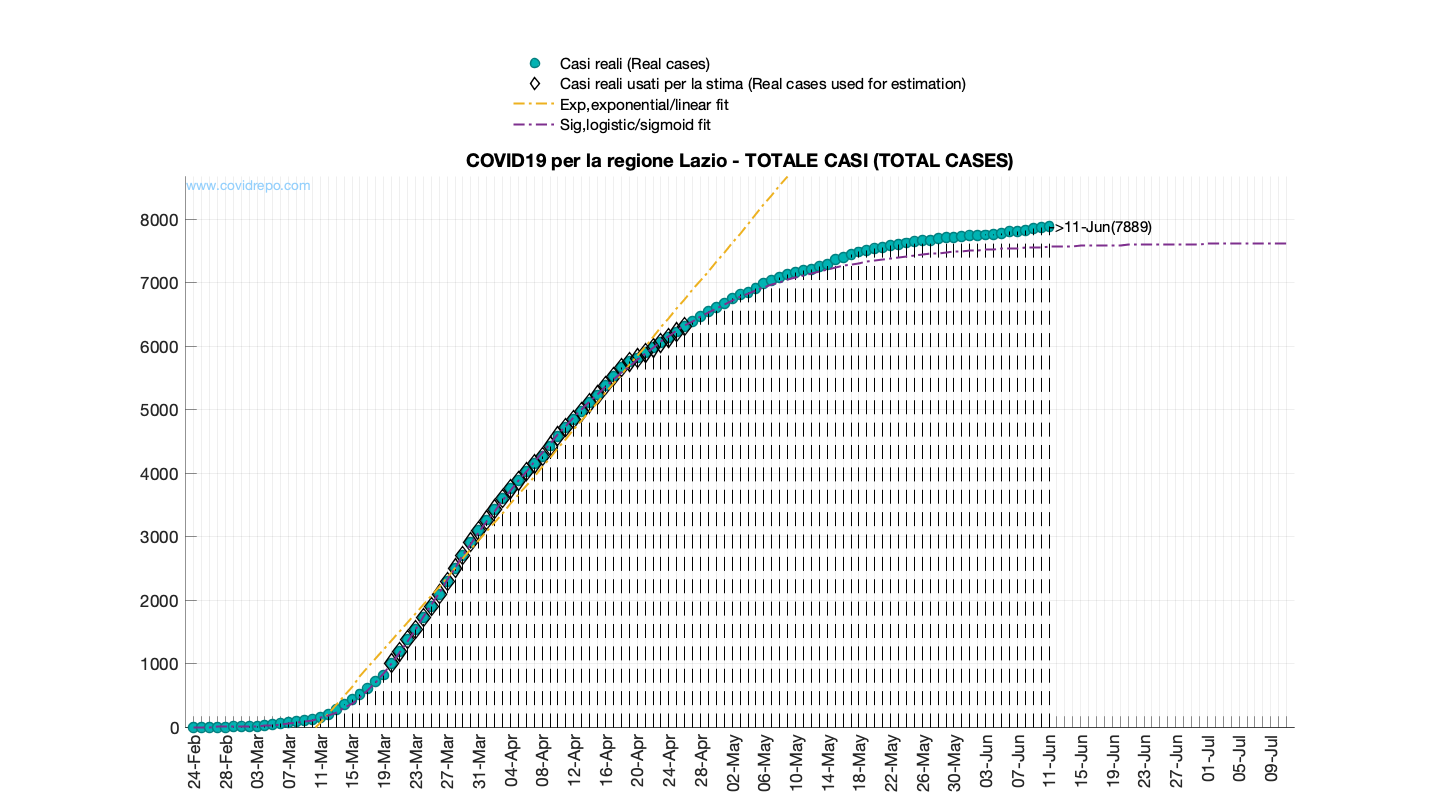 Casi reali (Real cases)
Casi reali usati per la stima (Real cases used for estimation)
Exp,exponential/linear fit
Sig,logistic/sigmoid fit
COVID19 per la regione Lazio - TOTALE CASI (TOTAL CASES)
www.covidrepo.com
8000
7000
6000
5000
4000
3000
2000
1000
0
>11-Jun(7889)
24-Feb
28-Feb
03-Mar
07-Mar
11-Mar
15-Mar
19-Mar
23-Mar
27-Mar
31-Mar
04-Apr
08-Apr
12-Apr
16-Apr
20-Apr
24-Apr
28-Apr
02-May
06-May
10-May
14-May
18-May
22-May
26-May
30-May
03-Jun
07-Jun
11-Jun
15-Jun
19-Jun
23-Jun
27-Jun
01-Jul
05-Jul
09-Jul